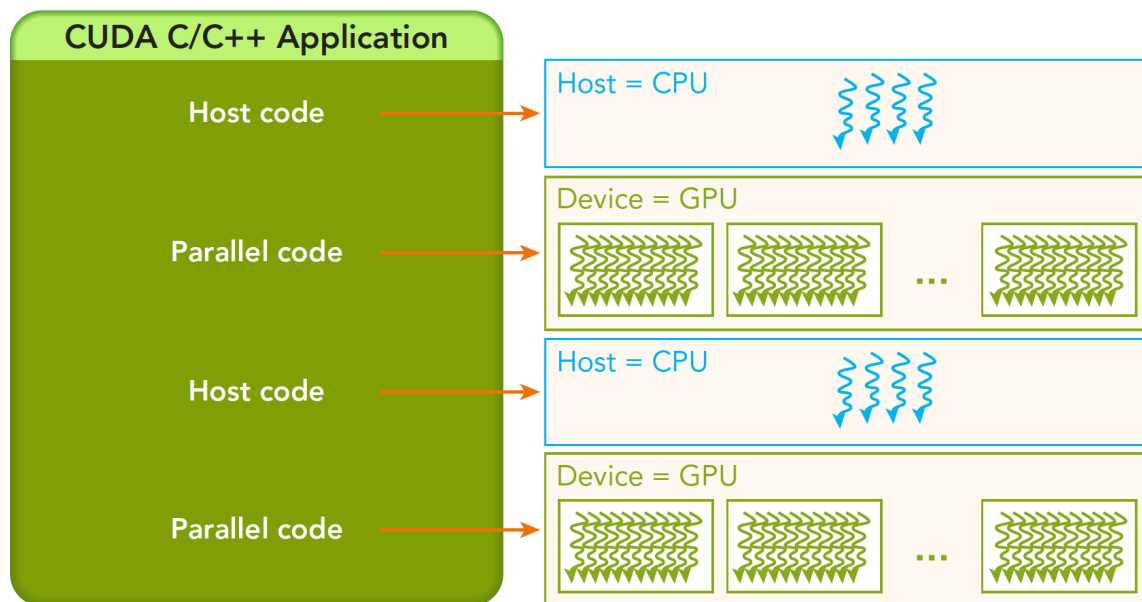 CUDA C/C++ Application
Host code
Host = CPU
Parallel code
Device = GPU
...
Host code
Host = CPU
Parallel code
Device = GPU
...